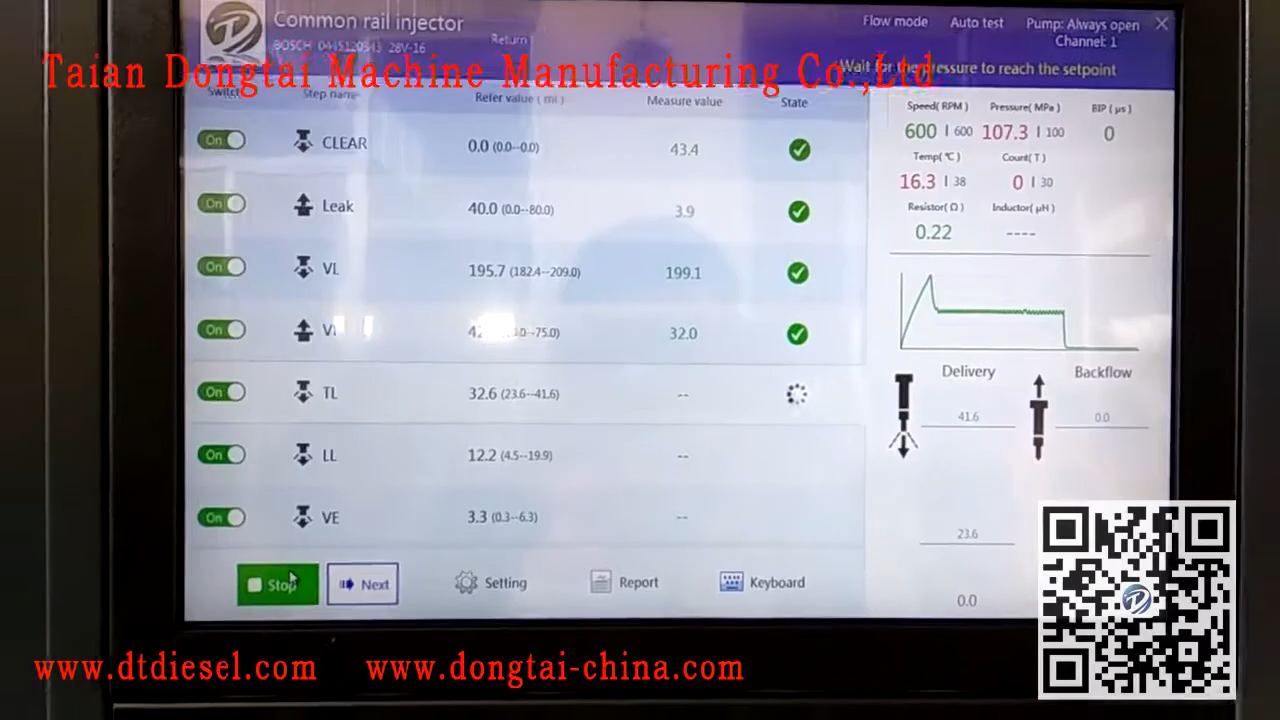 Common rail injector
Flow mode Auto test Pump: Always open
BOSCH 28V-16 Return Channel: 1
Taian Dongtai Machine Manufacturing Co.,Ltd
Wait for the pressure to reach the setpoint
Switch Step name Refer value ( ml ) Measure value State
Speed( RPM ) Pressure( MPa ) BIP ( μs )
600 | 600 107.3 | 100 0
Temp( ℃ ) Count( T )
16.3 | 38 0 | 30
Resistor( Ω ) Inductor( μH )
0.22 ----
On CLEAR 0.0 (0.0--0.0) 43.4
On Leak 40.0 (0.0--80.0) 3.9
On VL 195.7 (182.4--209.0) 199.1
On 0--75.0) 32.0
On TL 32.6 (23.6--41.6) --
On LL 12.2 (4.5--19.9) --
On VE 3.3 (0.3--6.3) --
Delivery Backflow
41.6 0.0
23.6
0.0
Stop Next Setting Report Keyboard
www.dtdiesel.com www.dongtai-china.com